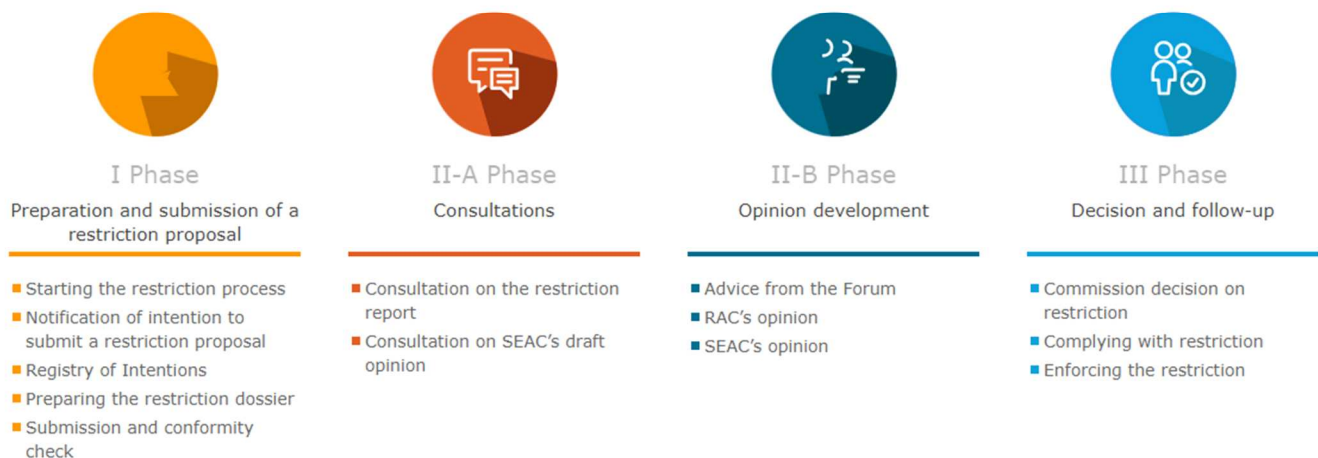 I Phase
Preparation and submission of a
restriction proposal
Starting the restriction process
Notification of intention to
submit a restriction proposal
Registry of Intentions
Preparing the restriction dossier
Submission and conformity
check
II-A Phase
Consultations
Consultation on the restriction
report
Consultation on SEAC’s draft
opinion
II-B Phase
Opinion development
Advice from the Forum
RAC’s opinion
SEAC’s opinion
III Phase
Decision and follow-up
Commission decision on
restriction
Complying with restriction
Enforcing the restriction